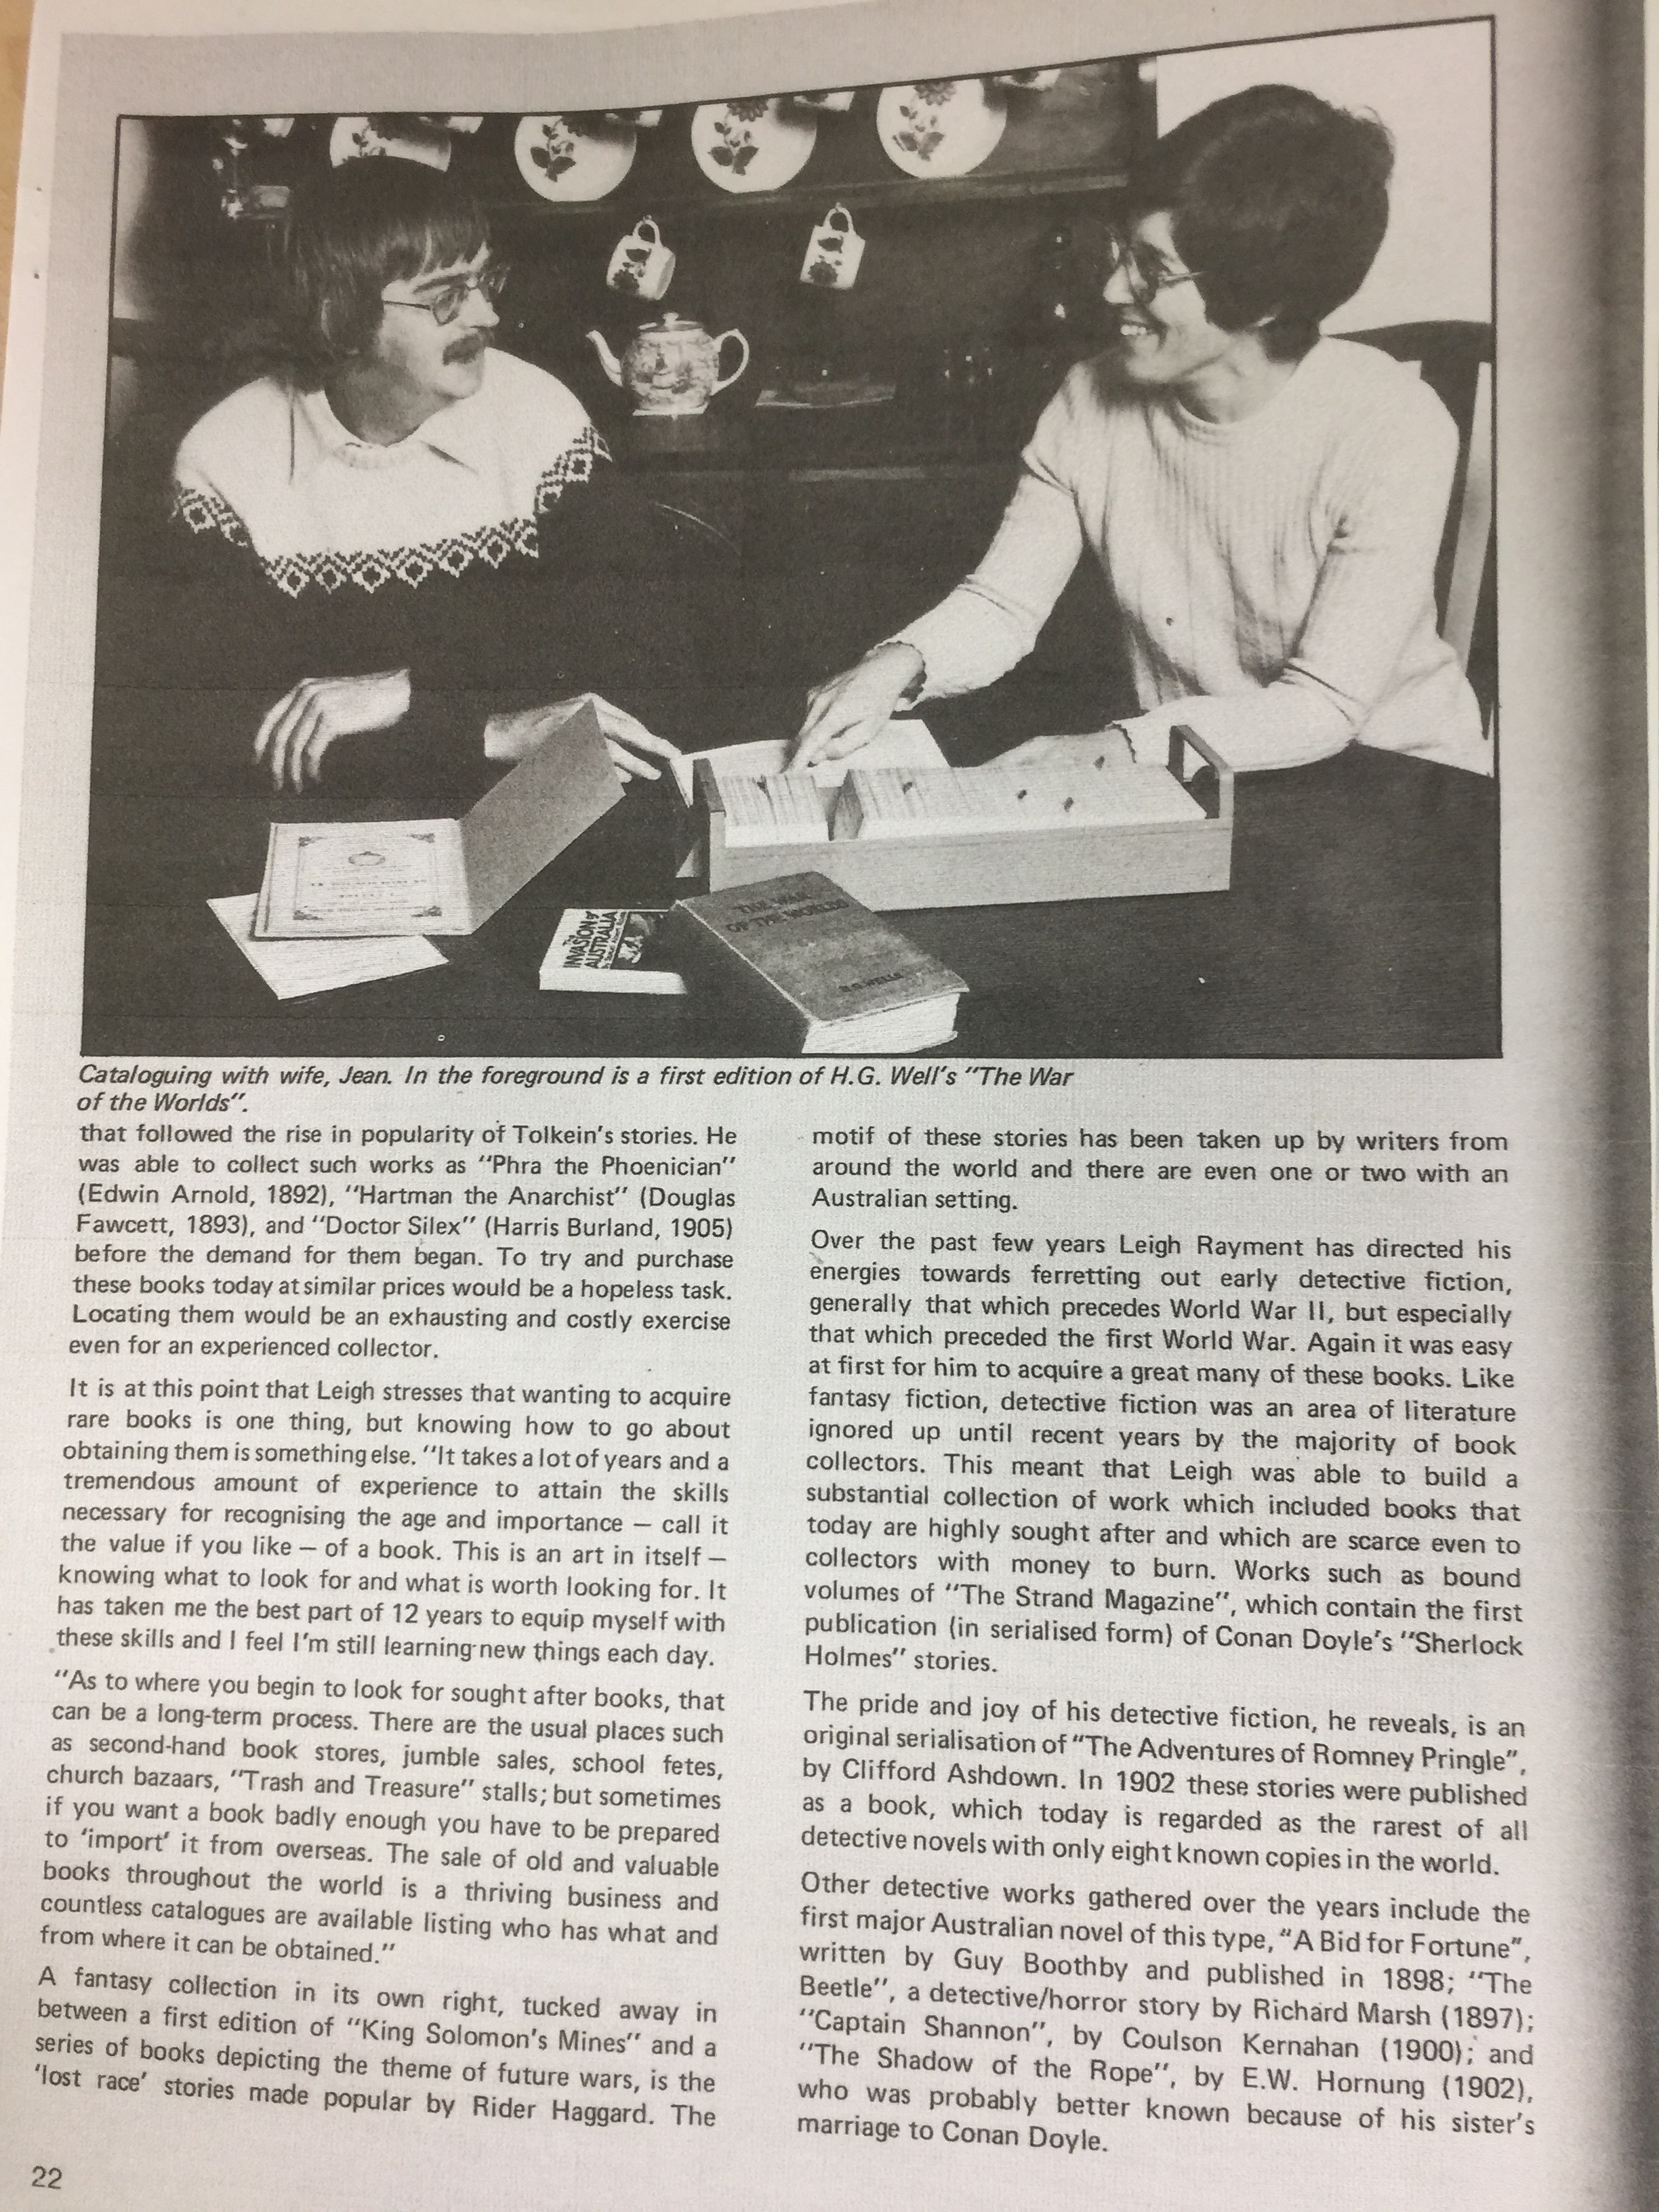 The
INVASION of
AUSTRALIA
THE WAR
OF THE WORLDS
H.G. WELLS
Cataloguing with wife, Jean. In the foreground is a first edition of H.G. Well's "The War
of the Worlds".
that followed the rise in popularity of Tolkein's stories. He
was able to collect such works as "Phra the Phoenician"
(Edwin Arnold, 1892), "Hartman the Anarchist" (Douglas
Fawcett, 1893), and "Doctor Silex" (Harris Burland, 1905)
before the demand for them began. To try and purchase
these books today at similar prices would be a hopeless task.
Locating them would be an exhausting and costly exercise
even for an experienced collector.
It is at this point that Leigh stresses that wanting to acquire
rare books is one thing, but knowing how to go about
obtaining them is something else. "It takes a lot of years and a
tremendous amount of experience to attain the skills
necessary for recognising the age and importance — call it
the value if you like — of a book. This is an art in itself —
knowing what to look for and what is worth looking for. It
has taken me the best part of 12 years to equip myself with
these skills and I feel I'm still learning new things each day.
"As to where you begin to look for sought after books, that
can be a long-term process. There are the usual places such
as second-hand book stores, jumble sales, school fetes,
church bazaars, "Trash and Treasure" stalls; but sometimes
if you want a book badly enough you have to be prepared
to 'import' it from overseas. The sale of old and valuable
books throughout the world is a thriving business and
countless catalogues are available listing who has what and
from where it can be obtained."
A fantasy collection in its own right, tucked away in
between a first edition of "King Solomon's Mines" and a
series of books depicting the theme of future wars, is the
'lost race' stories made popular by Rider Haggard. The
motif of these stories has been taken up by writers from
around the world and there are even one or two with an
Australian setting.
Over the past few years Leigh Rayment has directed his
energies towards ferretting out early detective fiction,
generally that which precedes World War II, but especially
that which preceded the first World War. Again it was easy
at first for him to acquire a great many of these books. Like
fantasy fiction, detective fiction was an area of literature
ignored up until recent years by the majority of book
collectors. This meant that Leigh was able to build a
substantial collection of work which included books that
today are highly sought after and which are scarce even to
collectors with money to burn. Works such as bound
volumes of "The Strand Magazine", which contain the first
publication (in serialised form) of Conan Doyle's "Sherlock
Holmes" stories.
The pride and joy of his detective fiction, he reveals, is an
original serialisation of "The Adventures of Romney Pringle",
by Clifford Ashdown. In 1902 these stories were published
as a book, which today is regarded as the rarest of all
detective novels with only eight known copies in the world.
Other detective works gathered over the years include the
first major Australian novel of this type, "A Bid for Fortune",
written by Guy Boothby and published in 1898; "The
Beetle", a detective/horror story by Richard Marsh (1897);
"Captain Shannon", by Coulson Kernahan (1900); and
"The Shadow of the Rope", by E.W. Hornung (1902),
who was probably better known because of his sister's
marriage to Conan Doyle.
22